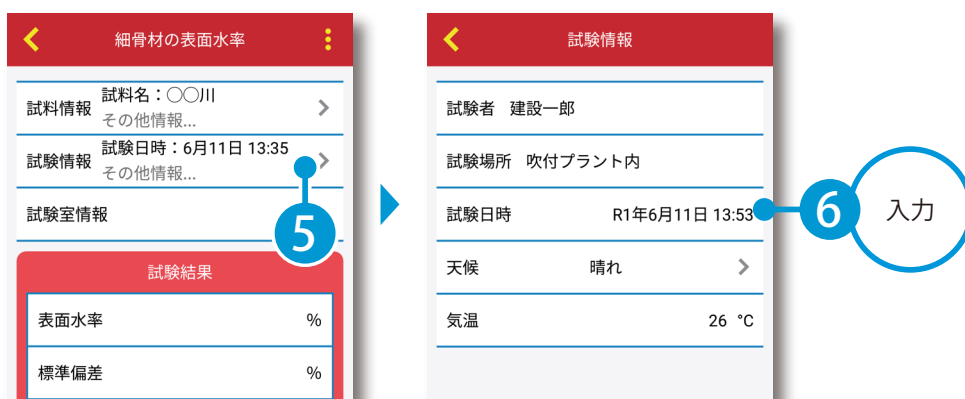 細骨材の表面水率
試料情報 試料名：○○川
その他情報...
試験情報 試験日時：6月11日 13:35
その他情報...
試験室情報
5
試験結果
表面水率 %
標準偏差 %
試験情報
試験者 建設一郎
試験場所 吹付プラント内
試験日時 R1年6月11日 13:53
天候 晴れ
気温 26 °C
6 入力